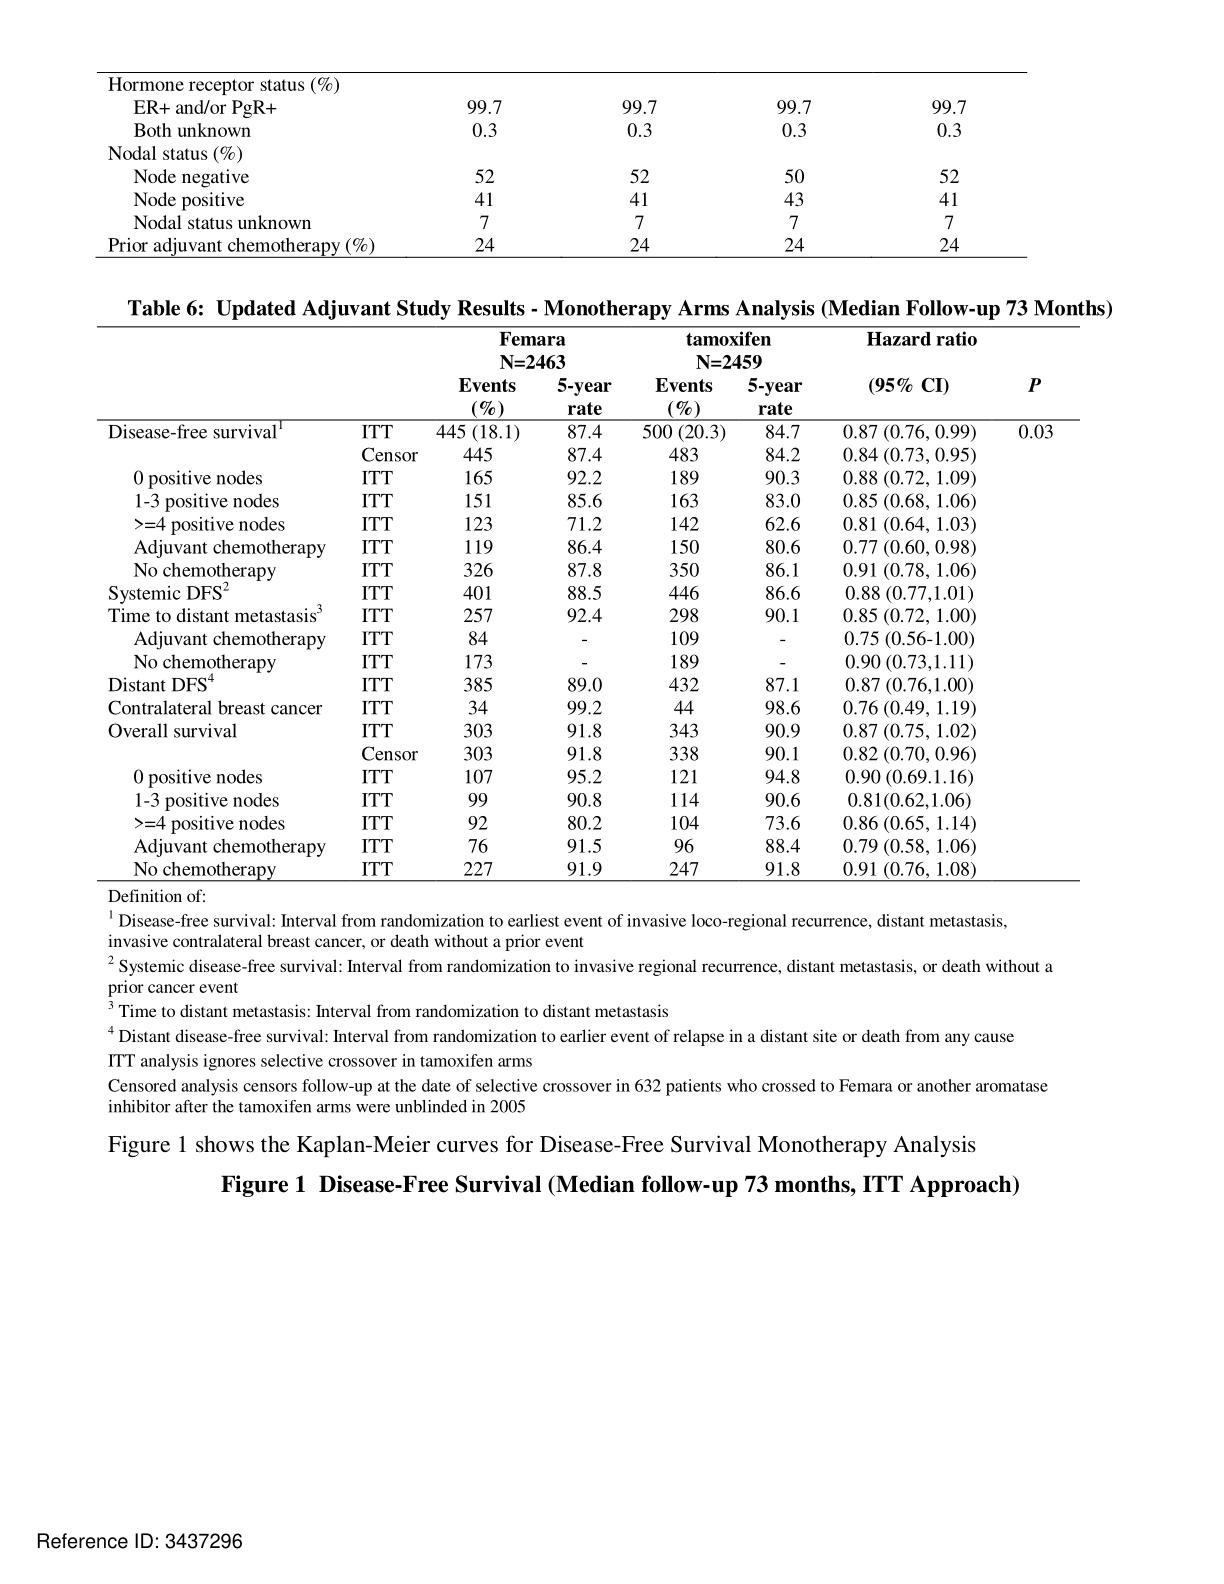 Hormone receptor status (%)
ER+ and/or PgR+ 99.7 99.7 99.7 99.7
Both unknown 0.3 0.3 0.3 0.3
Nodal status (%)
Node negative 52 52 50 52
Node positive 41 41 43 41
Nodal status unknown 7 7 7 7
Prior adjuvant chemotherapy (%) 24 24 24 24
Table 6: Updated Adjuvant Study Results - Monotherapy Arms Analysis (Median Follow-up 73 Months)
Femara tamoxifen Hazard ratio
N=2463 N=2459
Events 5-year Events 5-year (95% CI) P
(%) rate (%) rate
Disease-free survival¹ ITT 445 (18.1) 87.4 500 (20.3) 84.7 0.87 (0.76, 0.99) 0.03
Censor 445 87.4 483 84.2 0.84 (0.73, 0.95)
0 positive nodes ITT 165 92.2 189 90.3 0.88 (0.72, 1.09)
1-3 positive nodes ITT 151 85.6 163 83.0 0.85 (0.68, 1.06)
>=4 positive nodes ITT 123 71.2 142 62.6 0.81 (0.64, 1.03)
Adjuvant chemotherapy ITT 119 86.4 150 80.6 0.77 (0.60, 0.98)
No chemotherapy ITT 326 87.8 350 86.1 0.91 (0.78, 1.06)
Systemic DFS² ITT 401 88.5 446 86.6 0.88 (0.77,1.01)
Time to distant metastasis³ ITT 257 92.4 298 90.1 0.85 (0.72, 1.00)
Adjuvant chemotherapy ITT 84 - 109 - 0.75 (0.56-1.00)
No chemotherapy ITT 173 - 189 - 0.90 (0.73,1.11)
Distant DFS⁴ ITT 385 89.0 432 87.1 0.87 (0.76,1.00)
Contralateral breast cancer ITT 34 99.2 44 98.6 0.76 (0.49, 1.19)
Overall survival ITT 303 91.8 343 90.9 0.87 (0.75, 1.02)
Censor 303 91.8 338 90.1 0.82 (0.70, 0.96)
0 positive nodes ITT 107 95.2 121 94.8 0.90 (0.69.1.16)
1-3 positive nodes ITT 99 90.8 114 90.6 0.81(0.62,1.06)
>=4 positive nodes ITT 92 80.2 104 73.6 0.86 (0.65, 1.14)
Adjuvant chemotherapy ITT 76 91.5 96 88.4 0.79 (0.58, 1.06)
No chemotherapy ITT 227 91.9 247 91.8 0.91 (0.76, 1.08)
Definition of:
¹ Disease-free survival: Interval from randomization to earliest event of invasive loco-regional recurrence, distant metastasis,
invasive contralateral breast cancer, or death without a prior event
² Systemic disease-free survival: Interval from randomization to invasive regional recurrence, distant metastasis, or death without a
prior cancer event
³ Time to distant metastasis: Interval from randomization to distant metastasis
⁴ Distant disease-free survival: Interval from randomization to earlier event of relapse in a distant site or death from any cause
ITT analysis ignores selective crossover in tamoxifen arms
Censored analysis censors follow-up at the date of selective crossover in 632 patients who crossed to Femara or another aromatase
inhibitor after the tamoxifen arms were unblinded in 2005
Figure 1 shows the Kaplan-Meier curves for Disease-Free Survival Monotherapy Analysis
Figure 1 Disease-Free Survival (Median follow-up 73 months, ITT Approach)
Reference ID: 3437296